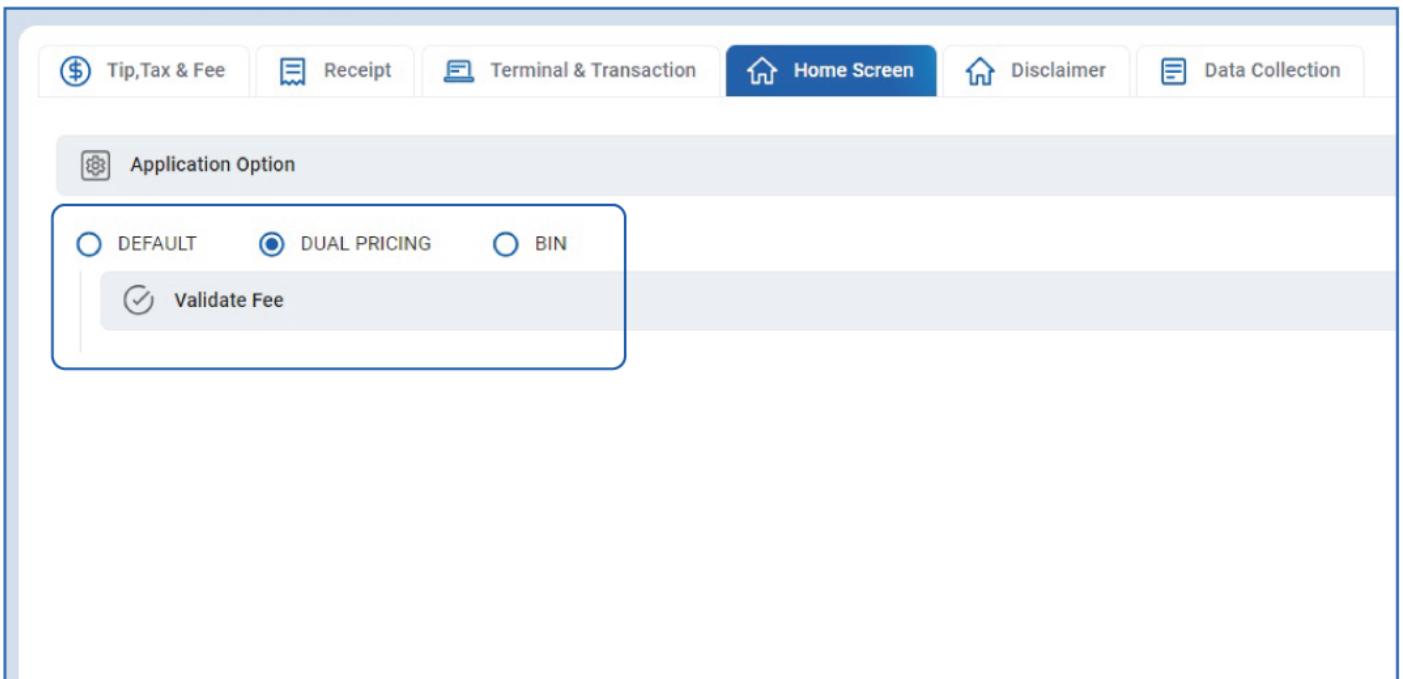 Tip,Tax & Fee Receipt Terminal & Transaction Home Screen Disclaimer Data Collection
Application Option
DEFAULT DUAL PRICING BIN
Validate Fee